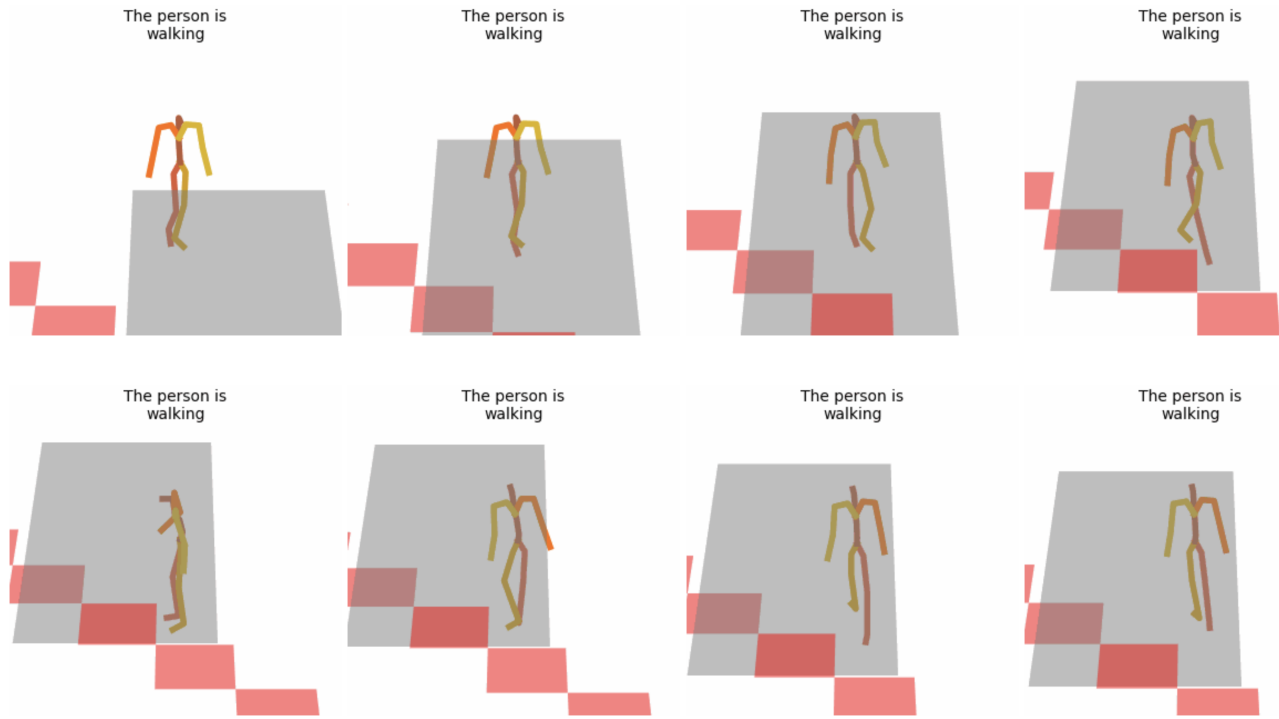 The person is
walking
The person is
walking
The person is
walking
The person is
walking
The person is
walking
The person is
walking
The person is
walking
The person is
walking